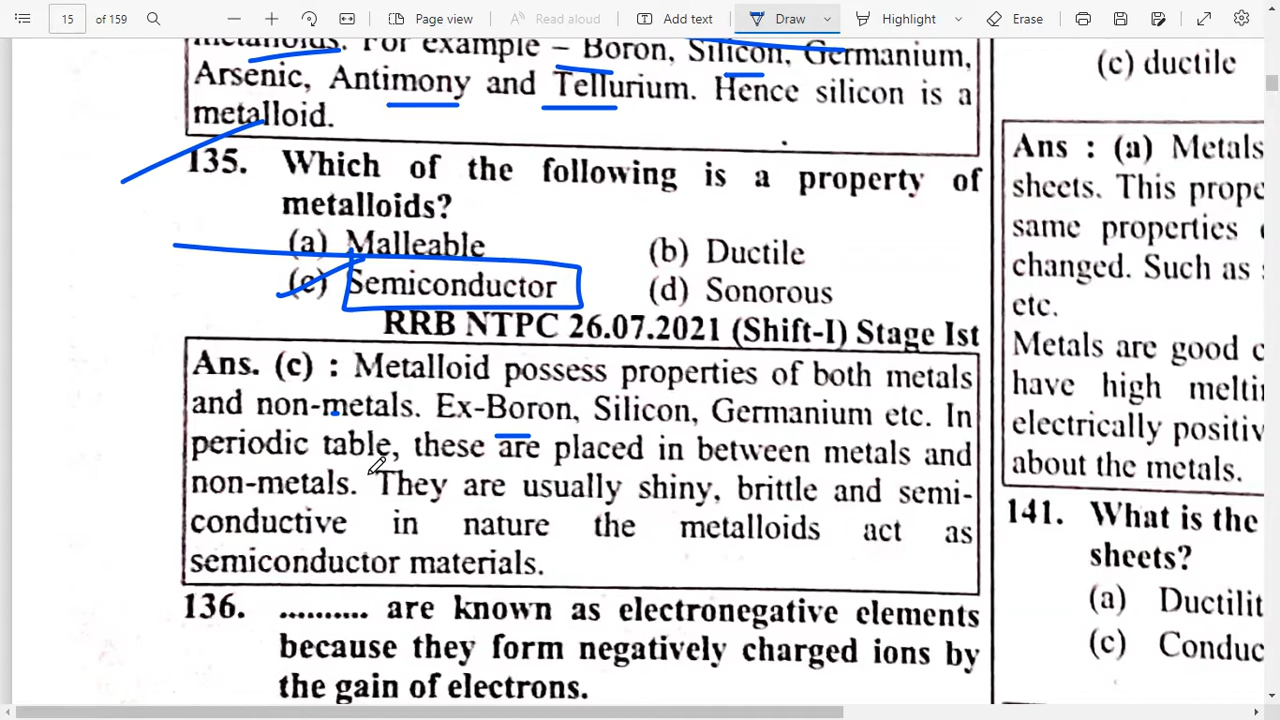 15 of 159
Page view
Read aloud
Add text
Draw
Highlight
Erase
metalloids. For example – Boron, Silicon, Germanium,
Arsenic, Antimony and Tellurium. Hence silicon is a
metalloid.
135. Which of the following is a property of
metalloids?
(a) Malleable (b) Ductile
(c) Semiconductor (d) Sonorous
RRB NTPC 26.07.2021 (Shift-I) Stage Ist
Ans. (c) : Metalloid possess properties of both metals
and non-metals. Ex-Boron, Silicon, Germanium etc. In
periodic table, these are placed in between metals and
non-metals. They are usually shiny, brittle and semi-
conductive in nature the metalloids act as
semiconductor materials.
136. .......... are known as electronegative elements
because they form negatively charged ions by
the gain of electrons.
(c) ductile
Ans : (a) Metals
sheets. This prope
same properties
changed. Such as
etc.
Metals are good c
have high melti
electrically positiv
about the metals.
141. What is the
sheets?
(a) Ductilit
(c) Conduc